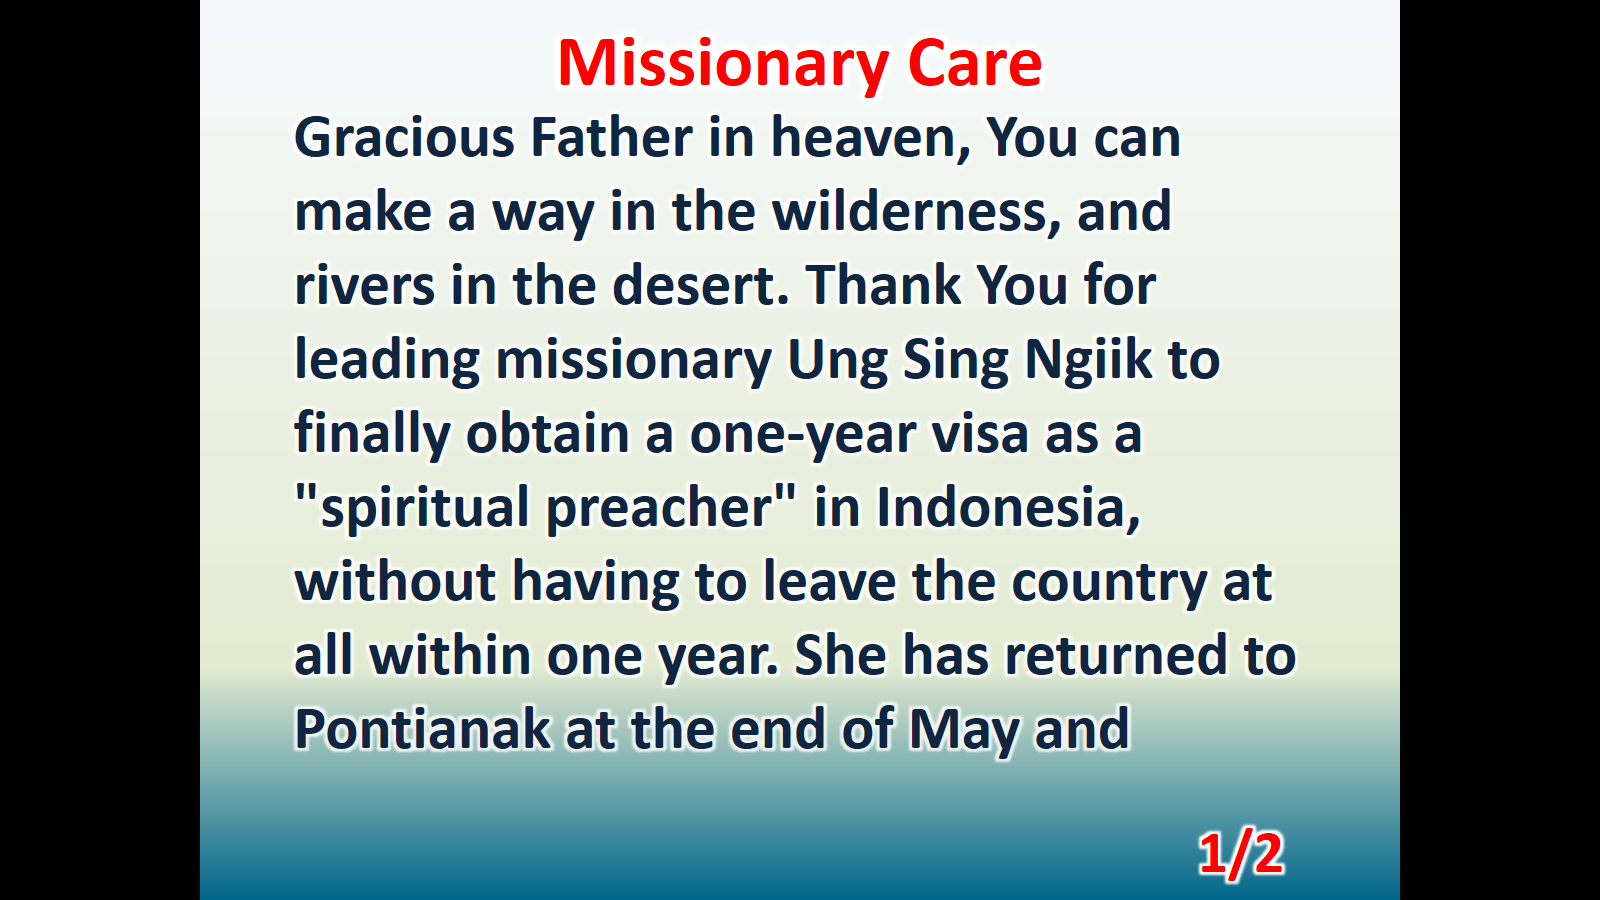 Missionary Care
Gracious Father in heaven, You can
make a way in the wilderness, and
rivers in the desert. Thank You for
leading missionary Ung Sing Ngiik to
finally obtain a one-year visa as a
"spiritual preacher" in Indonesia,
without having to leave the country at
all within one year. She has returned to
Pontianak at the end of May and
1/2